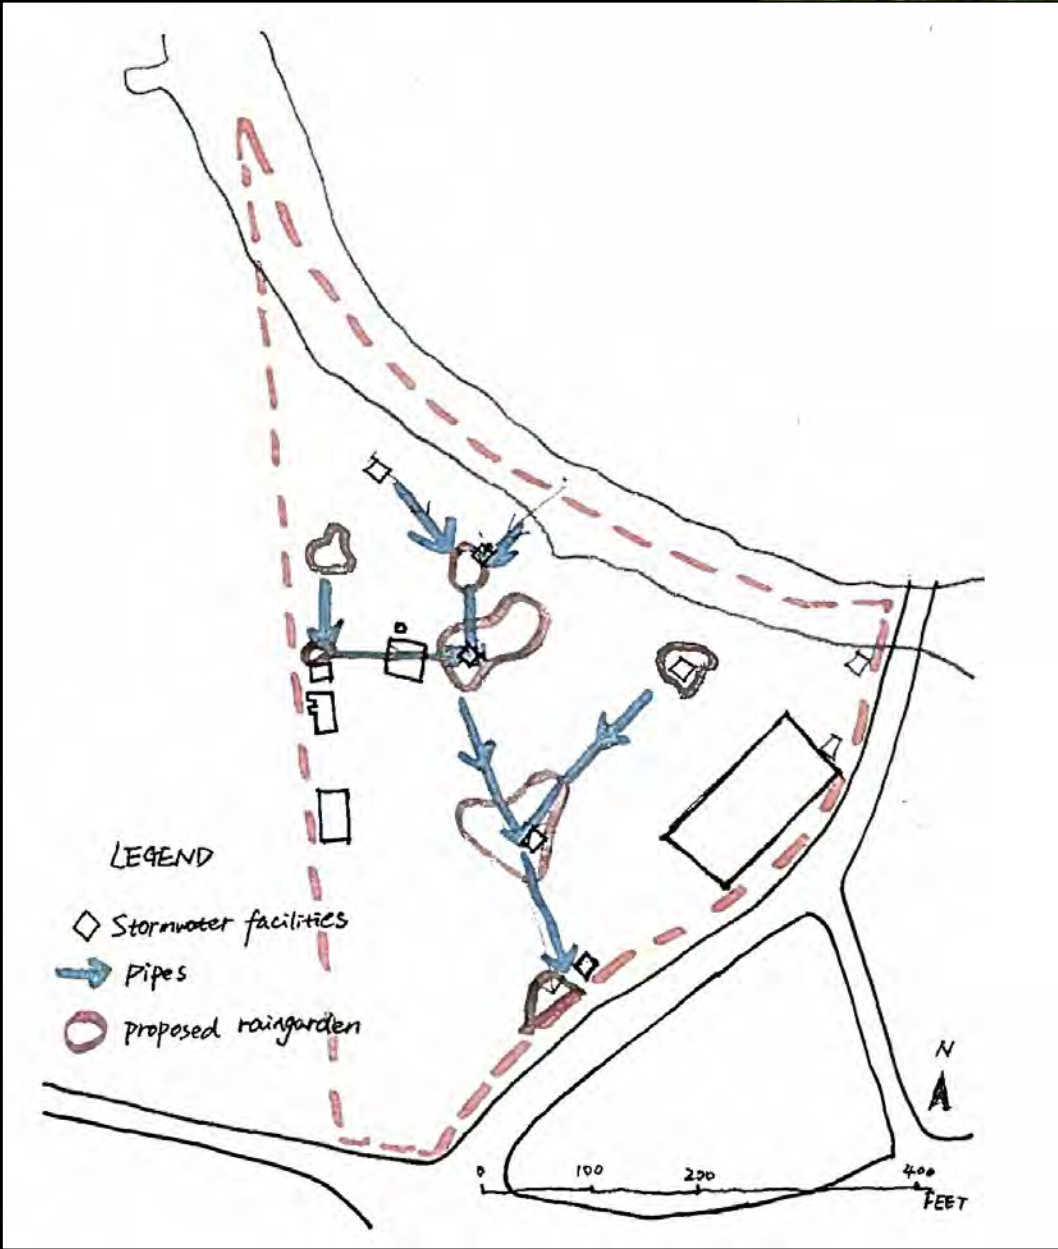 LEGEND
Stormwater facilities
Pipes
proposed raingarden
N
0 100 200 400
FEET